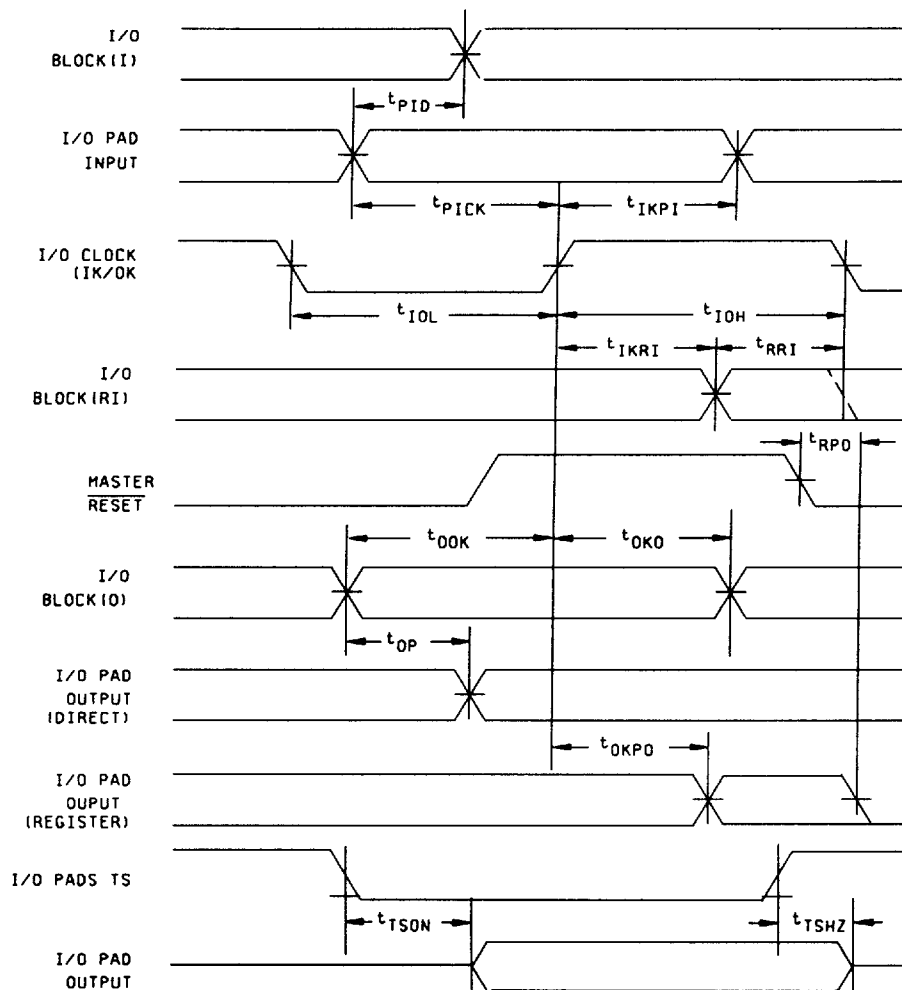 I/O
BLOCK(I)
tPID
I/O PAD
INPUT
tPICK
tIKPI
I/O CLOCK
(IK/OK
tIOL
tIOH
tIKRI
tRRI
I/O
BLOCK(RI)
tRPO
MASTER
RESET
tOOK
tOKO
I/O
BLOCK(O)
tOP
I/O PAD
OUTPUT
(DIRECT)
tOKPO
I/O PAD
OUPUT
(REGISTER)
I/O PADS TS
tTSON
tTSHZ
I/O PAD
OUTPUT